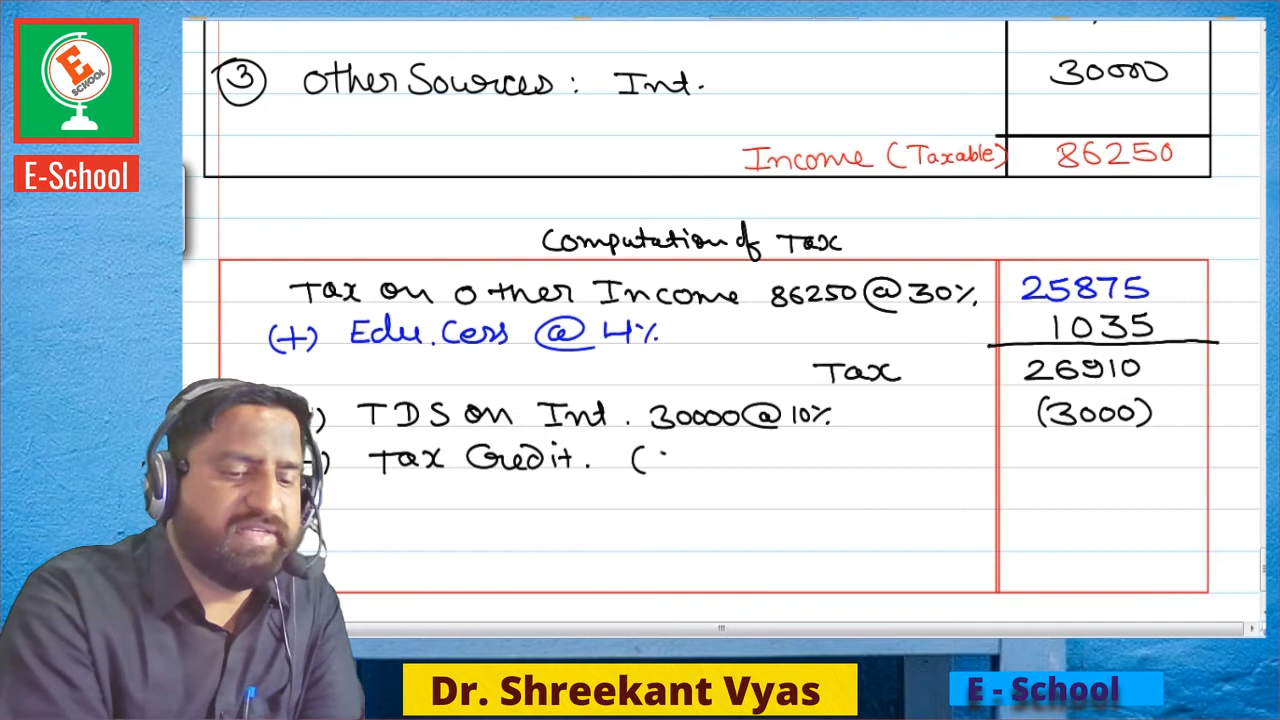 E
SCHOOL
E-School
③ Other Sources : Int. 30000
Income (Taxable) 86250
Computation of Tax
Tax on other Income 86250 @ 30%. 25875
(+) Edu. Cess @ 4% 1035
Tax 26910
) TDS on Int. 30000 @ 10% (3000)
) Tax Credit. (
Dr. Shreekant Vyas
E - School